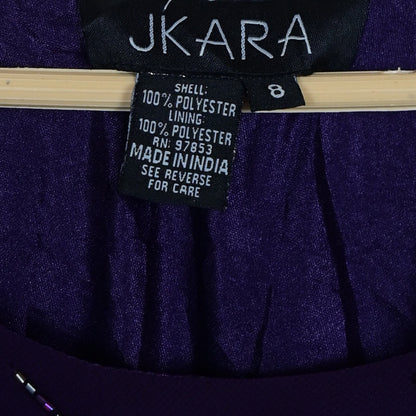 JKARA
SHELL:
100% POLYESTER
LINING:
100% POLYESTER
RN: 97853
MADE IN INDIA
SEE REVERSE
FOR CARE
8